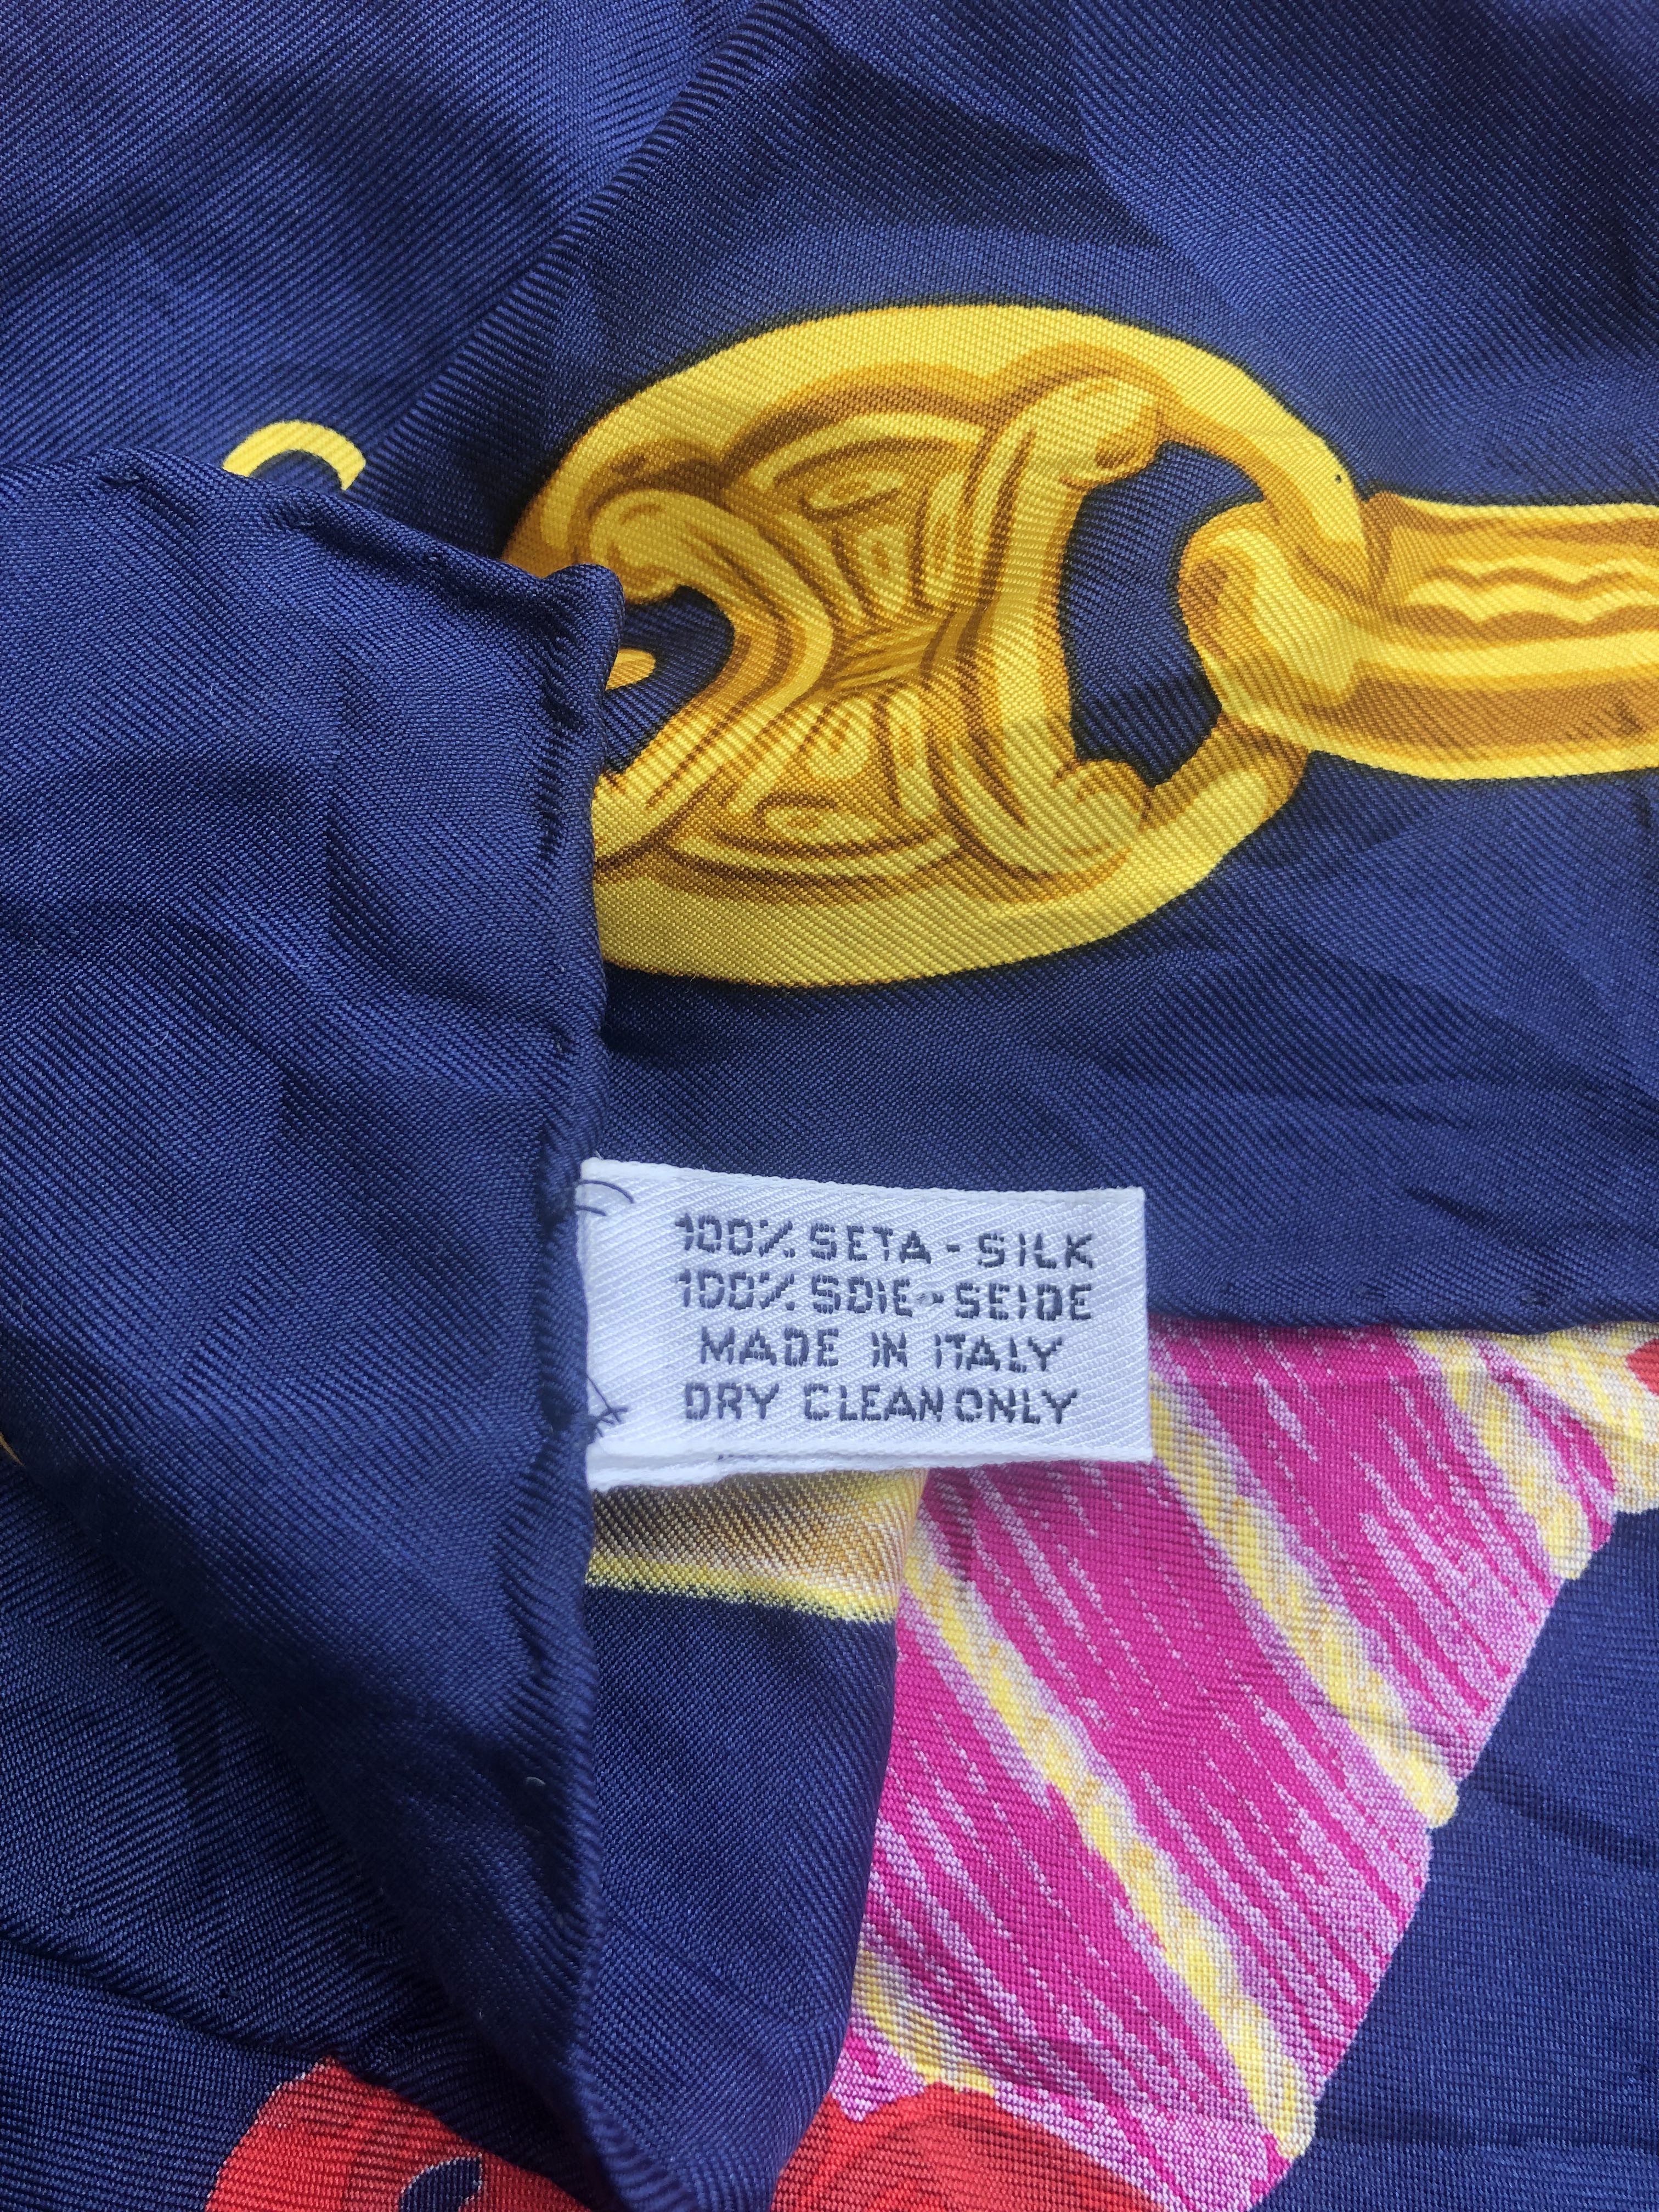 100% SETA - SILK
100% SOIE - SEIDE
MADE IN ITALY
DRY CLEAN ONLY